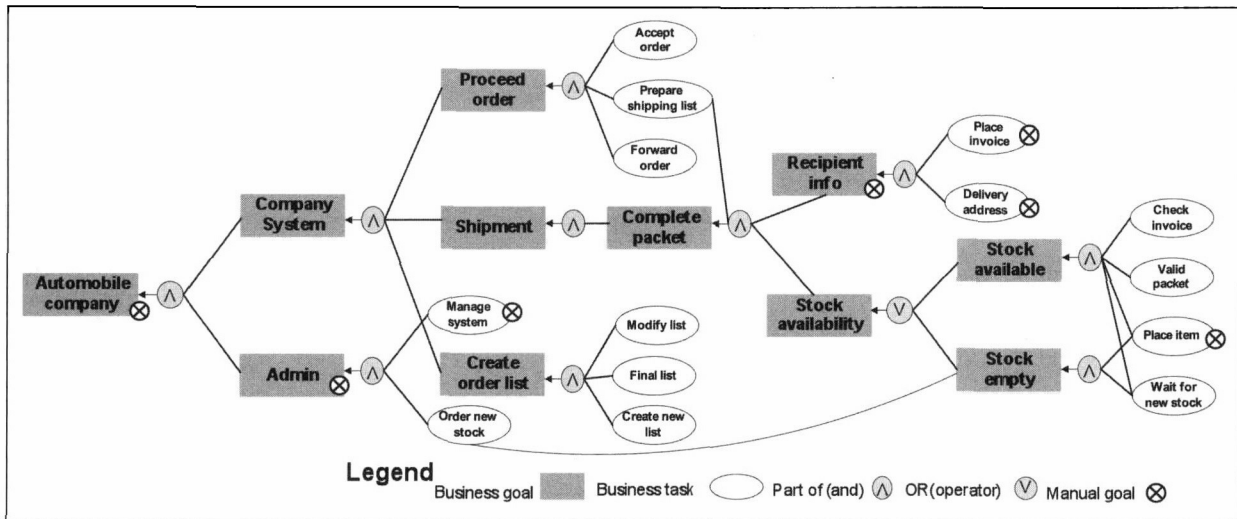 Accept
order
Proceed
order
∧
Prepare
shipping list
Forward
order
Place
invoice
Recipient
info
∧
Delivery
address
Company
System
∧
Shipment
∧
Complete
packet
∧
Check
invoice
Stock
available
∧
Valid
packet
Automobile
company
∧
Manage
system
Stock
availability
V
Modify list
Place item
Admin
∧
Create
order list
∧
Final list
Stock
empty
∧
Wait for
new stock
Order new
stock
Create new
list
Legend
Business goal
Business task
Part of (and)
∧
OR(operator)
V
Manual goal